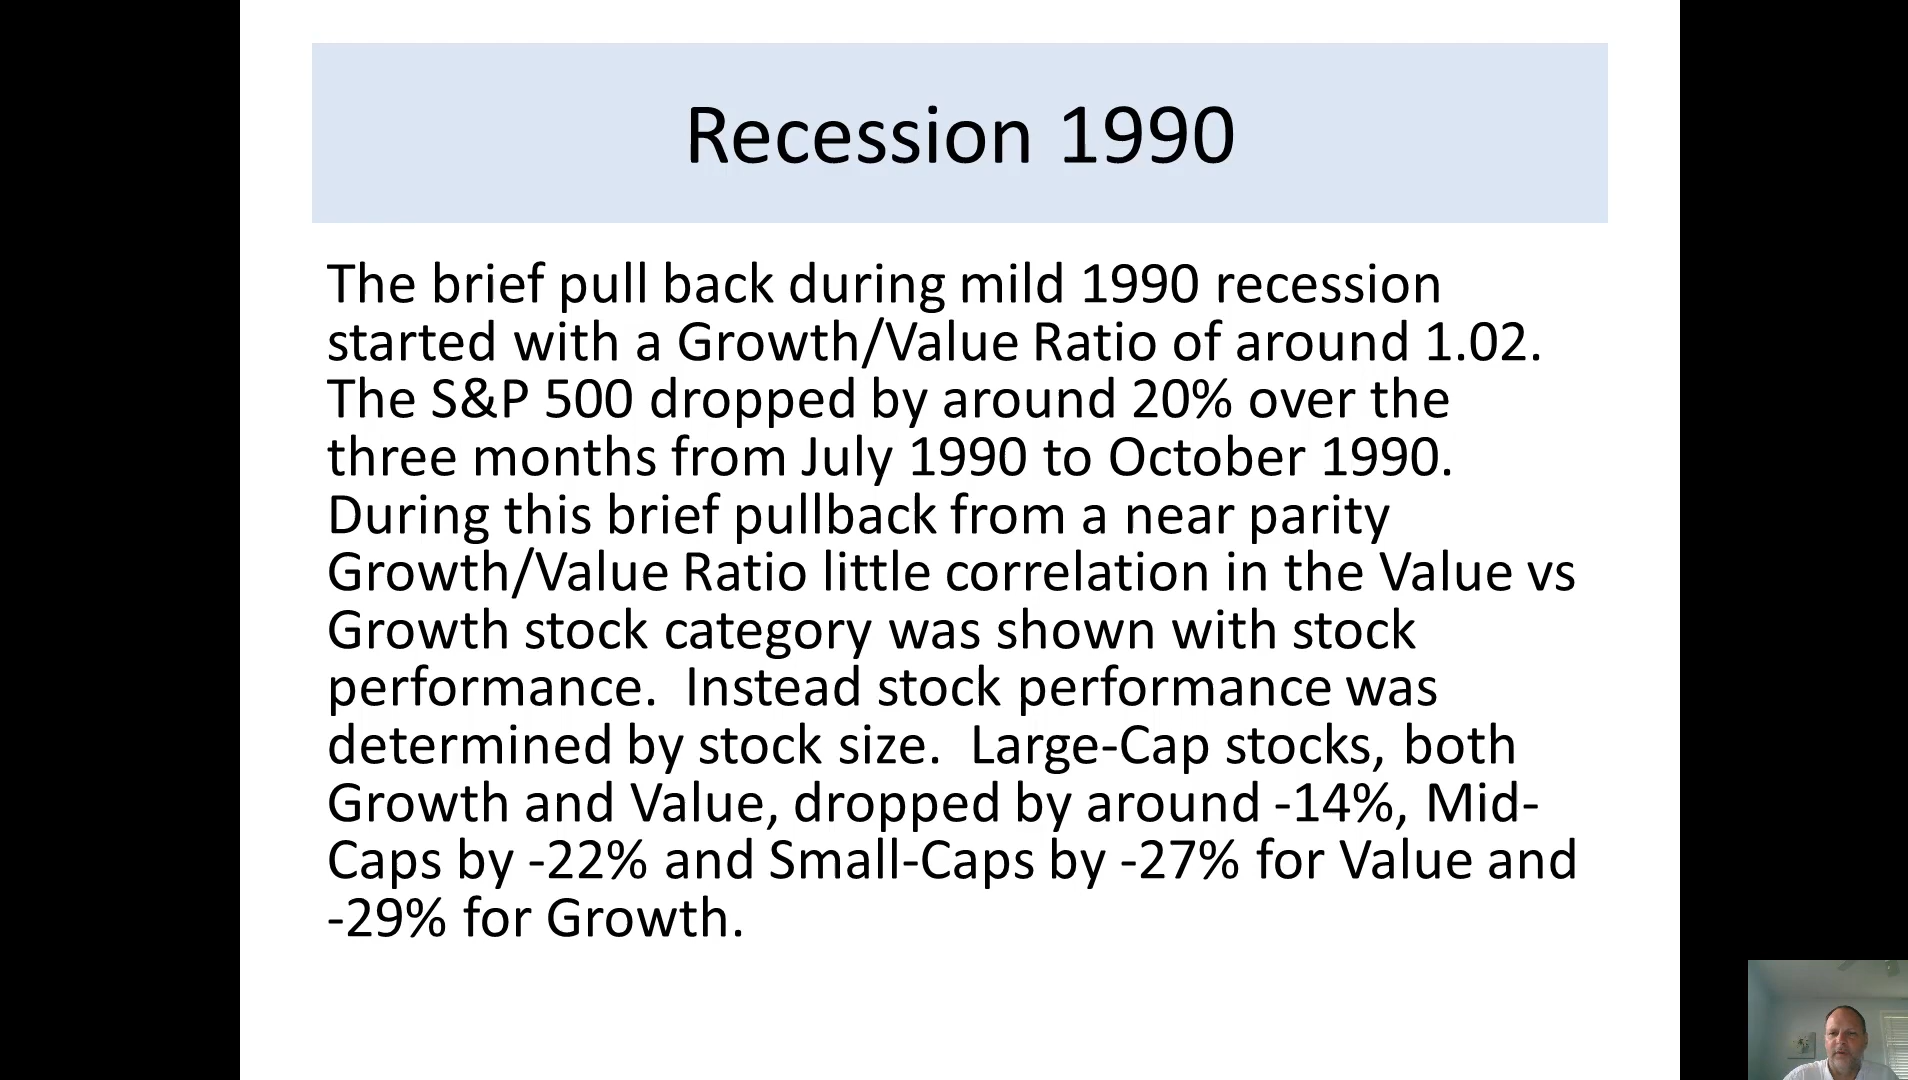 Recession 1990
The brief pull back during mild 1990 recession
started with a Growth/Value Ratio of around 1.02.
The S&P 500 dropped by around 20% over the
three months from July 1990 to October 1990.
During this brief pullback from a near parity
Growth/Value Ratio little correlation in the Value vs
Growth stock category was shown with stock
performance.  Instead stock performance was
determined by stock size.  Large-Cap stocks, both
Growth and Value, dropped by around -14%, Mid-
Caps by -22% and Small-Caps by -27% for Value and
-29% for Growth.